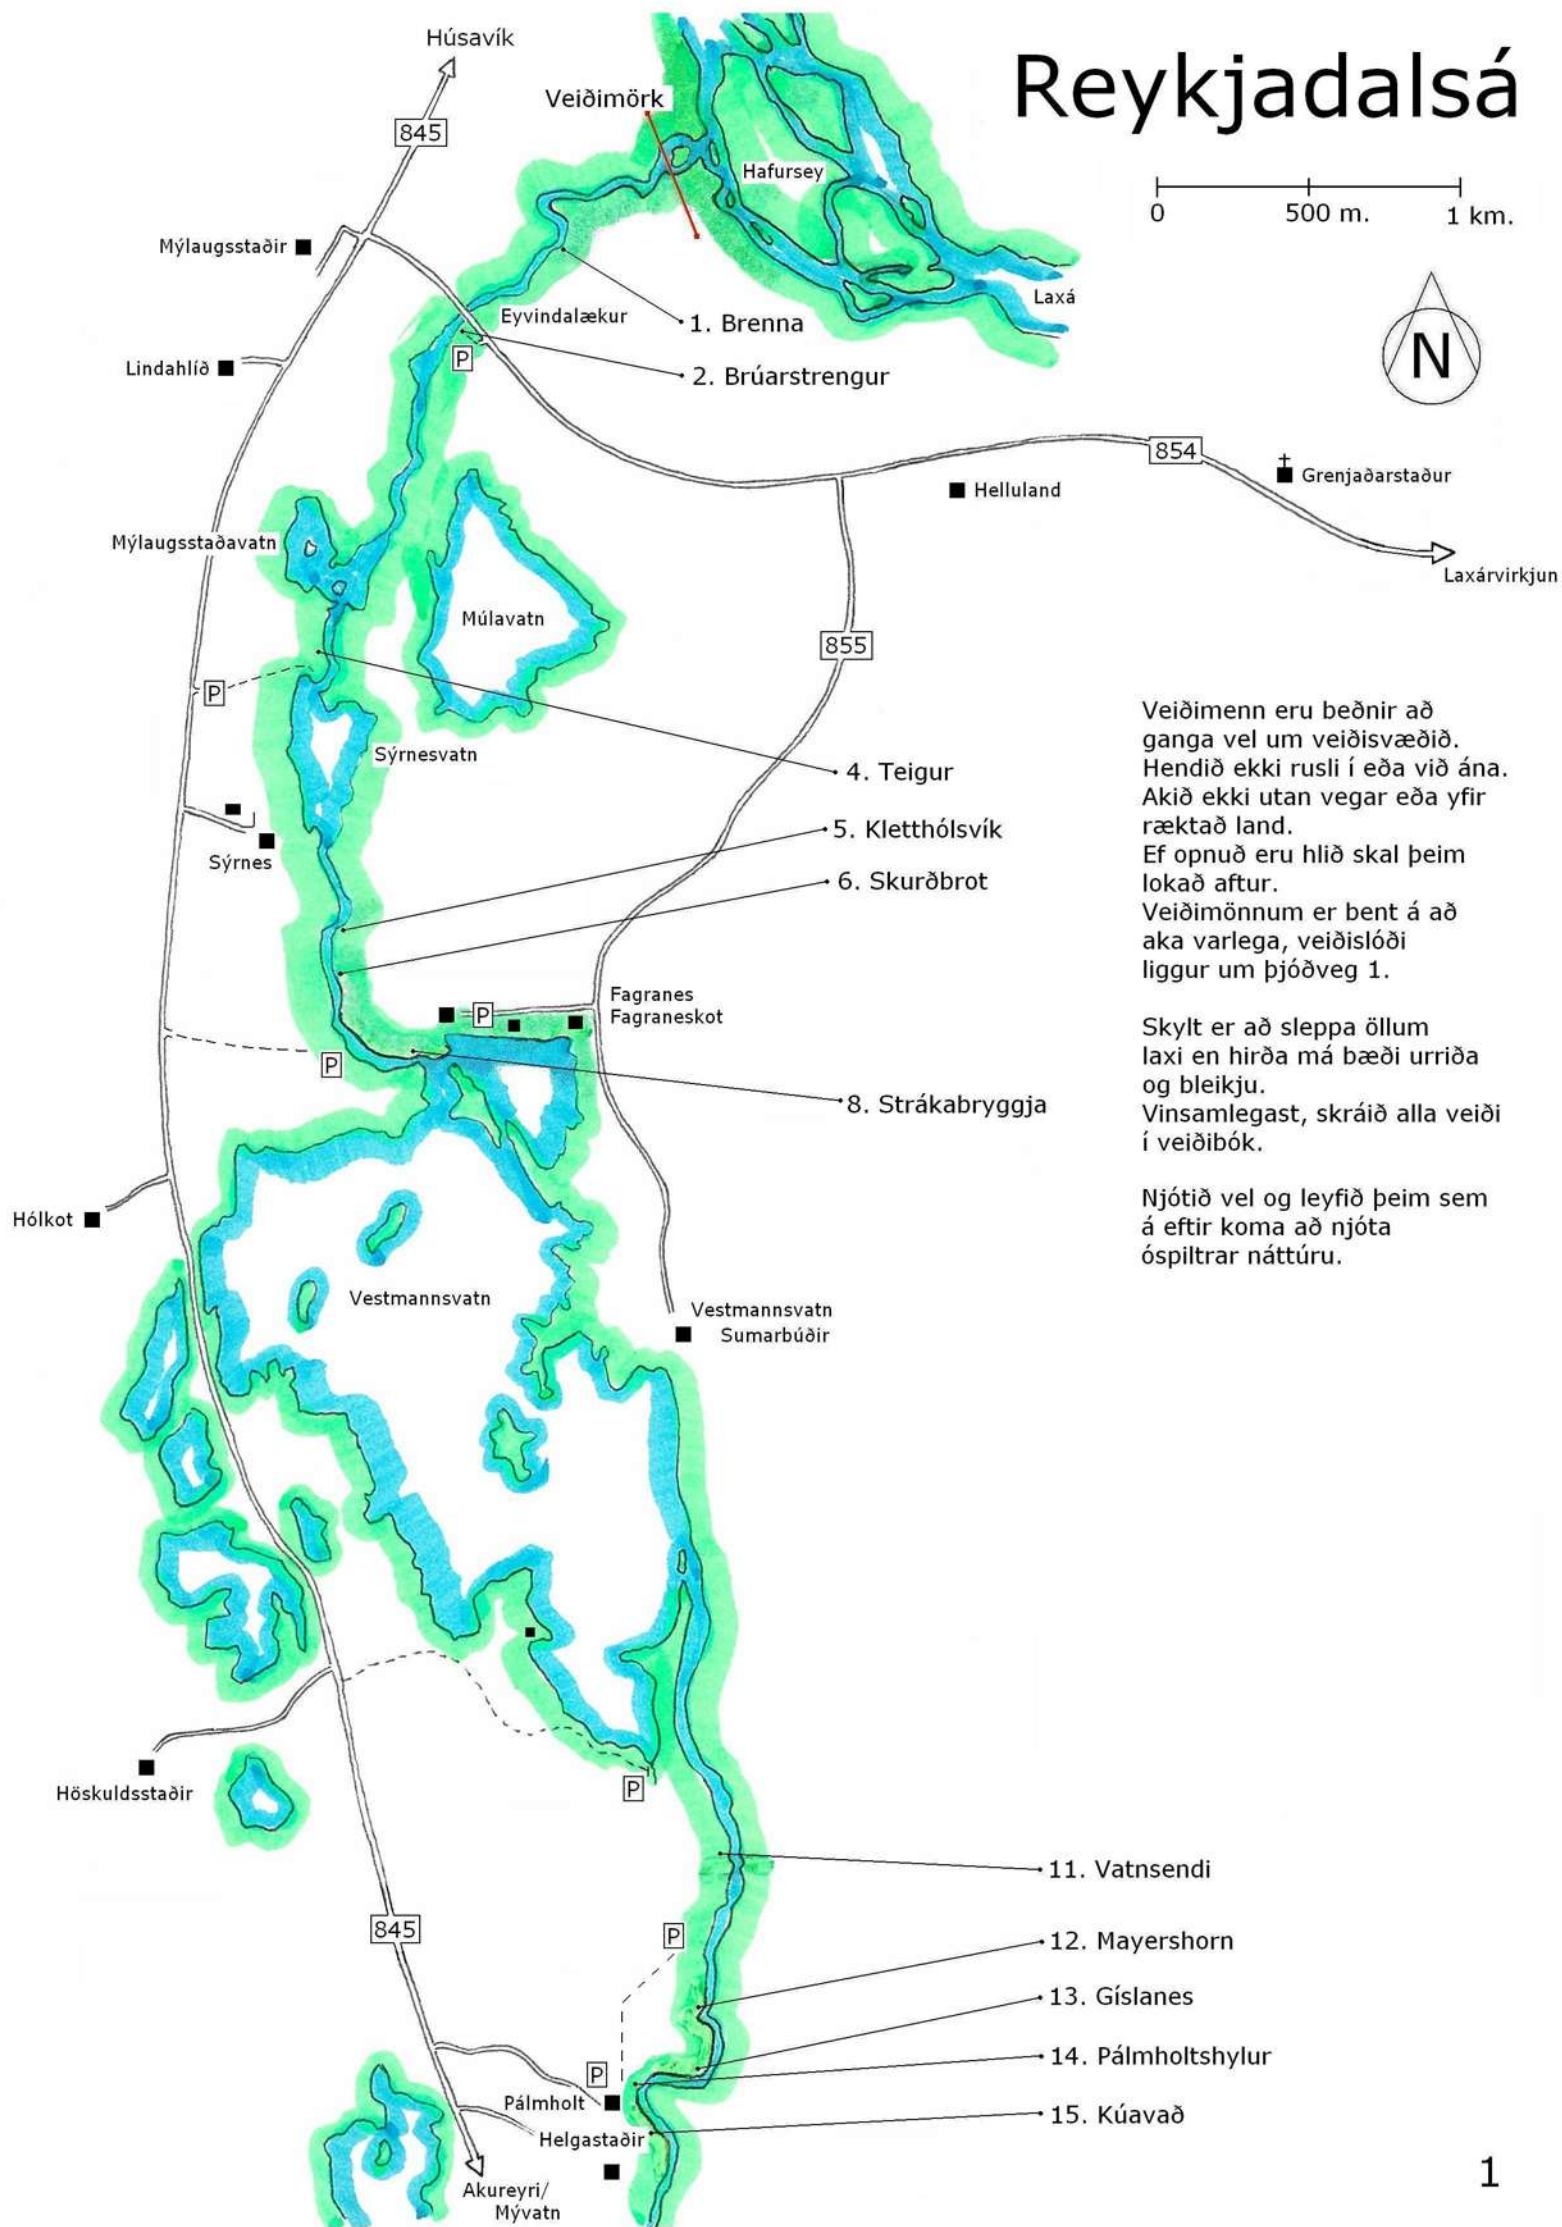 Reykjadalsá
0
500 m.
1 km.
N
Húsavík
845
Veiðimörk
Hafursey
Mýlaugsstaðir
Laxá
Eyvindalækur
1. Brenna
P
Lindahlíð
2. Brúarstrengur
854
Grenjaðarstaður
Helluland
Mýlaugsstaðavatn
Laxárvirkjun
Múlavatn
855
P
Sýrnesvatn
4. Teigur
5. Kletthólsvík
Sýrnes
6. Skurðbrot
Veiðimenn eru beðnir að
ganga vel um veiðisvæðið.
Hendið ekki rusli í eða við ána.
Akið ekki utan vegar eða yfir
ræktað land.
Ef opnuð eru hlið skal þeim
lokað aftur.
Veiðimönnum er bent á að
aka varlega, veiðislóði
liggur um þjóðveg 1.
Skylt er að sleppa öllum
laxi en hirða má bæði urriða
og bleikju.
Vinsamlegast, skráið alla veiði
í veiðibók.
Njótið vel og leyfið þeim sem
á eftir koma að njóta
óspiltrar náttúru.
Fagranes
Fagraneskot
P
P
8. Strákabryggja
Hólkot
Vestmannsvatn
Vestmannsvatn
Sumarbúðir
Höskuldsstaðir
P
11. Vatnsendi
845
P
12. Mayershorn
13. Gíslanes
14. Pálmholtshylur
P
Pálmholt
15. Kúavað
Helgastaðir
Akureyri/
Mývatn
1